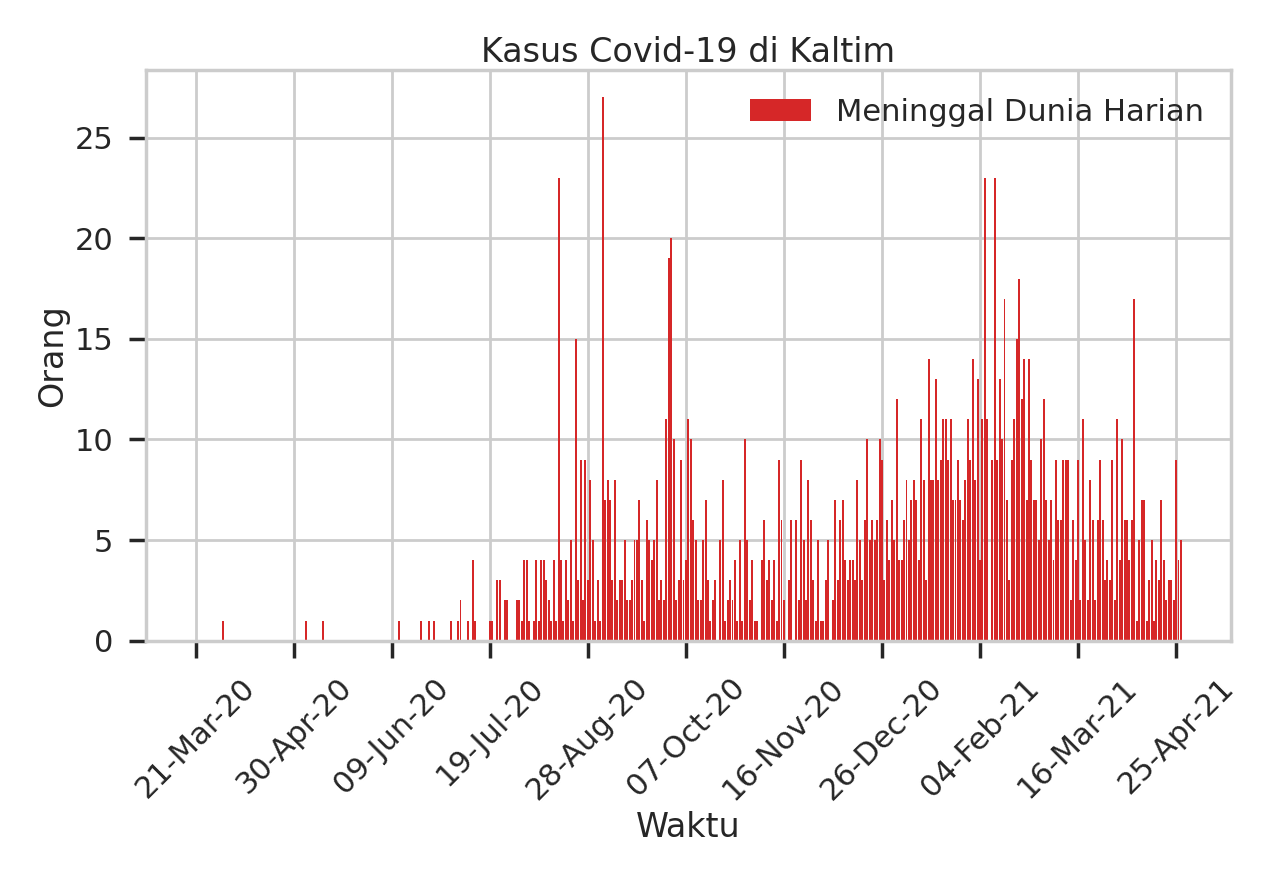 Kasus Covid-19 di Kaltim
Meninggal Dunia Harian
Orang
25
20
15
10
5
0
21-Mar-20
30-Apr-20
09-Jun-20
19-Jul-20
28-Aug-20
07-Oct-20
16-Nov-20
26-Dec-20
04-Feb-21
16-Mar-21
25-Apr-21
Waktu